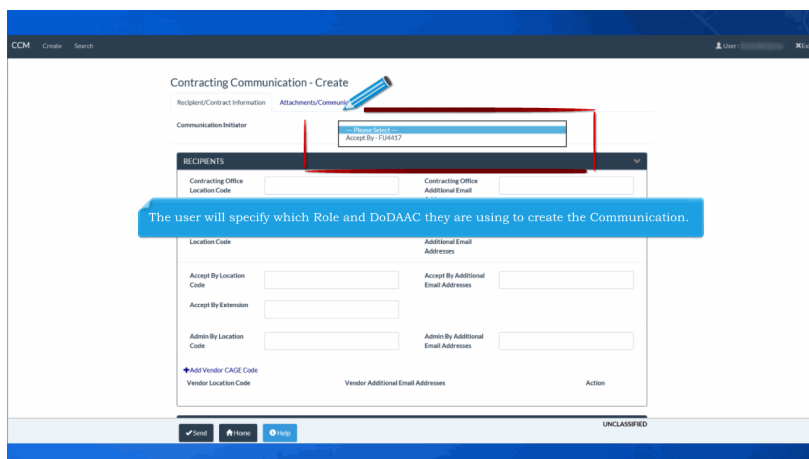 CCM Create Search User:
Contracting Communication - Create
Recipient/Contract Information
Communication Initiator
--- Please Select ---
Accept By - FU4417
RECIPIENTS
Contracting Office Contracting Office
Location Code Additional Email
The user will specify which Role and DoDAAC they are using to create the Communication.
Location Code Additional Email
Addresses
Accept By Location Accept By Additional
Code Email Addresses
Accept By Extension
Admin By Location Admin By Additional
Code Email Addresses
Add Vendor CAGE Code
Vendor Location Code Vendor Additional Email Addresses Action
UNCLASSIFIED
Send Home Help